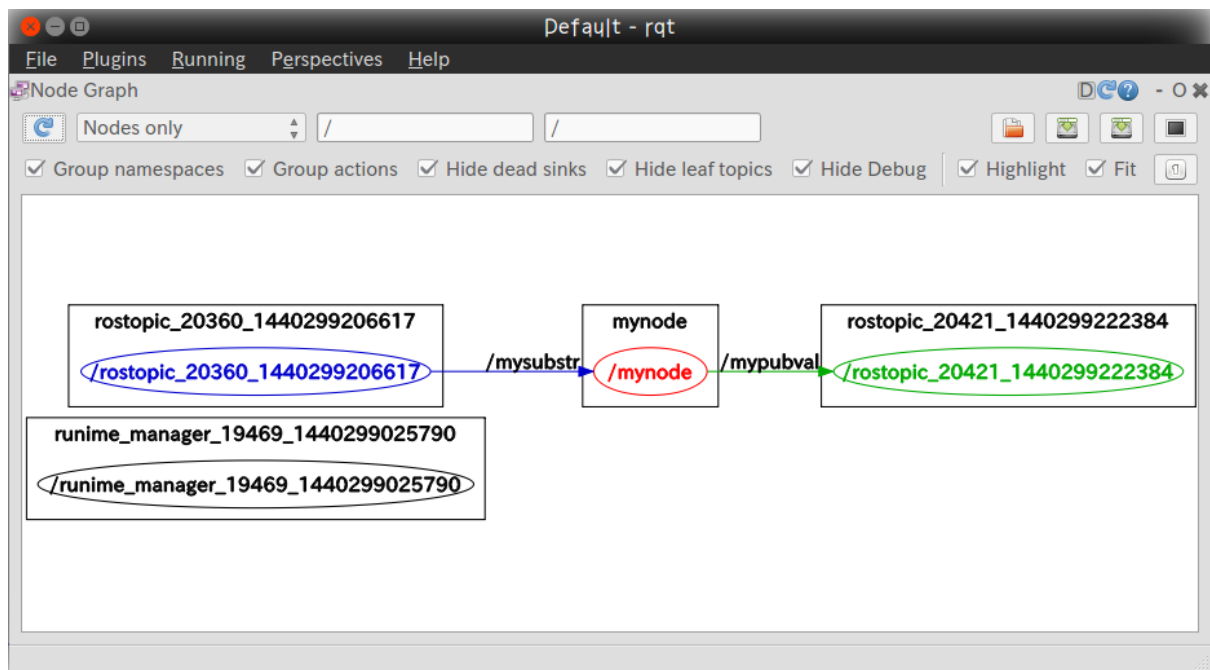 Default - rqt
File Plugins Running Perspectives Help
Node Graph D ? - O ✖
Nodes only / /
Group namespaces Group actions Hide dead sinks Hide leaf topics Hide Debug Highlight Fit
rostopic_20360_1440299206617 mynode rostopic_20421_1440299222384
/rostopic_20360_1440299206617 /mysubstr /mynode /mypubval /rostopic_20421_1440299222384
runime_manager_19469_1440299025790
/runime_manager_19469_1440299025790